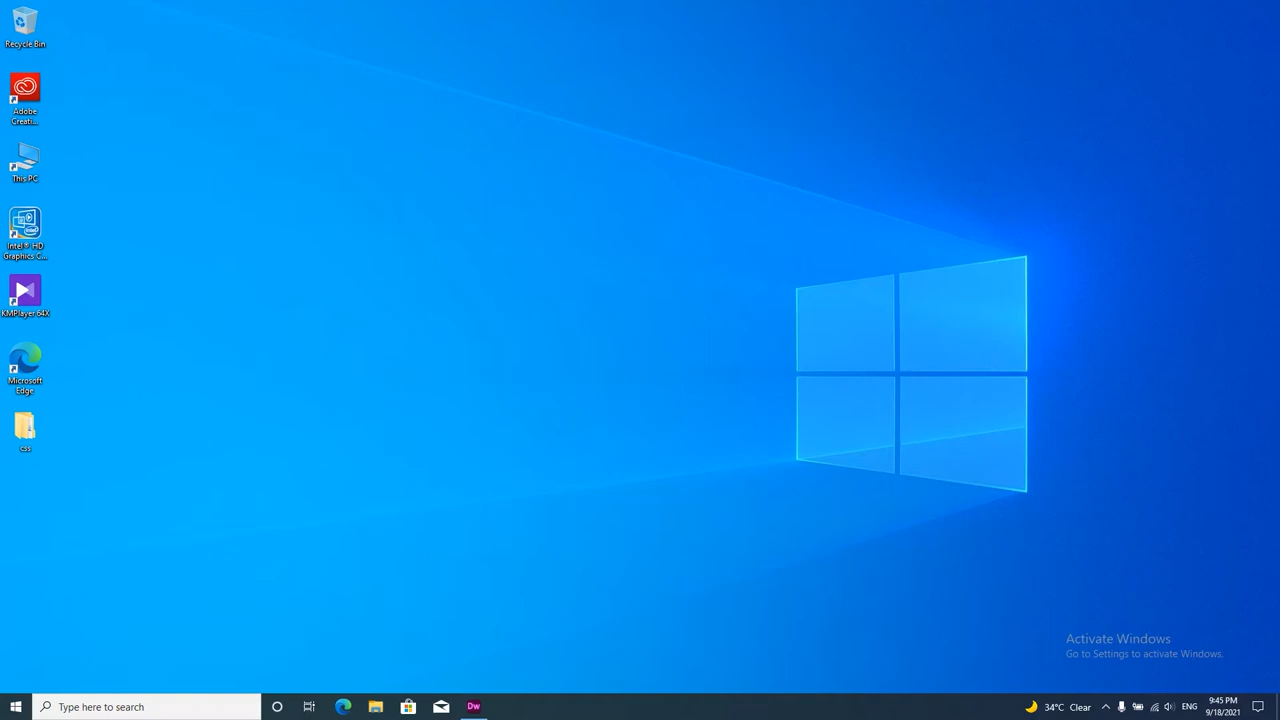 Recycle Bin
Adobe
Creati...
This PC
Intel® HD
Graphics C...
KMPlayer 64X
Microsoft
Edge
css
Activate Windows
Go to Settings to activate Windows.
Type here to search
Dw
34°C Clear
ENG
9:45 PM
9/18/2021